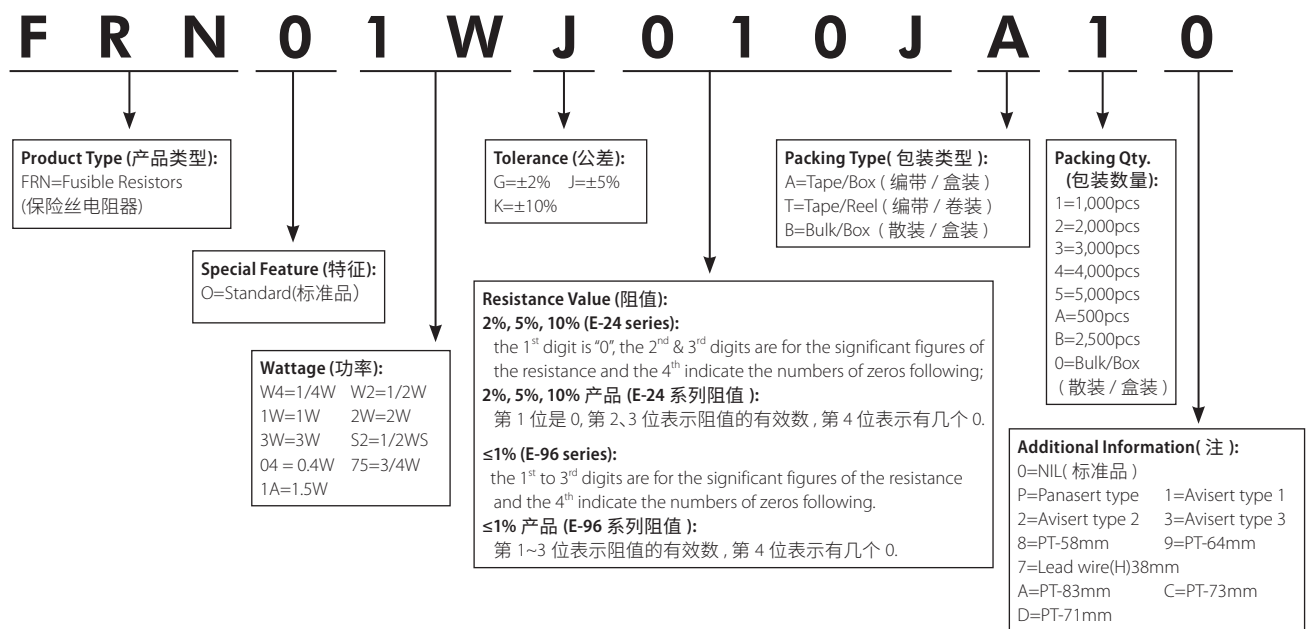 F R N 0 1 W J 0 1 0 J A 1 0
Product Type (产品类型):
FRN=Fusible Resistors
(保险丝电阻器)
Special Feature (特征):
O=Standard(标准品)
Wattage (功率):
W4=1/4W W2=1/2W
1W=1W 2W=2W
3W=3W S2=1/2WS
04 = 0.4W 75=3/4W
1A=1.5W
Tolerance (公差):
G=±2% J=±5%
K=±10%
Resistance Value (阻值):
2%, 5%, 10% (E-24 series):
the 1st digit is “0”, the 2nd & 3rd digits are for the significant figures of
the resistance and the 4th indicate the numbers of zeros following;
2%, 5%, 10% 产品 (E-24 系列阻值 ):
第 1 位是 0, 第 2、3 位表示阻值的有效数 , 第 4 位表示有几个 0.
≤1% (E-96 series):
the 1st to 3rd digits are for the significant figures of the resistance
and the 4th indicate the numbers of zeros following.
≤1% 产品 (E-96 系列阻值 ):
第 1~3 位表示阻值的有效数 , 第 4 位表示有几个 0.
Packing Type( 包装类型 ):
A=Tape/Box ( 编带 / 盒装 )
T=Tape/Reel ( 编带 / 卷装 )
B=Bulk/Box ( 散装 / 盒装 )
Packing Qty.
(包装数量):
1=1,000pcs
2=2,000pcs
3=3,000pcs
4=4,000pcs
5=5,000pcs
A=500pcs
B=2,500pcs
0=Bulk/Box
( 散装 / 盒装 )
Additional Information( 注 ):
0=NIL( 标准品 )
P=Panasert type 1=Avisert type 1
2=Avisert type 2 3=Avisert type 3
8=PT-58mm 9=PT-64mm
7=Lead wire(H)38mm
A=PT-83mm C=PT-73mm
D=PT-71mm